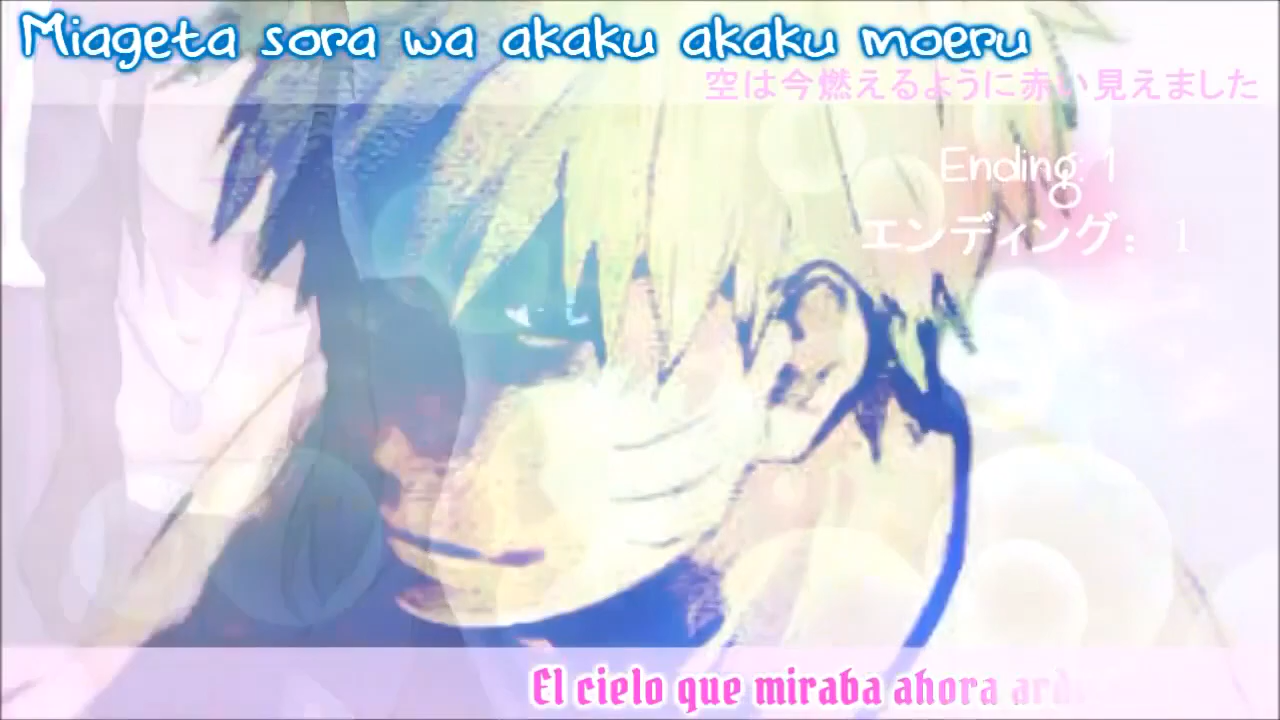 Miageta sora wa akaku akaku moeru
空は今燃えるように赤い見えました
Ending: 1
エンディング： 1
El cielo que miraba ahora